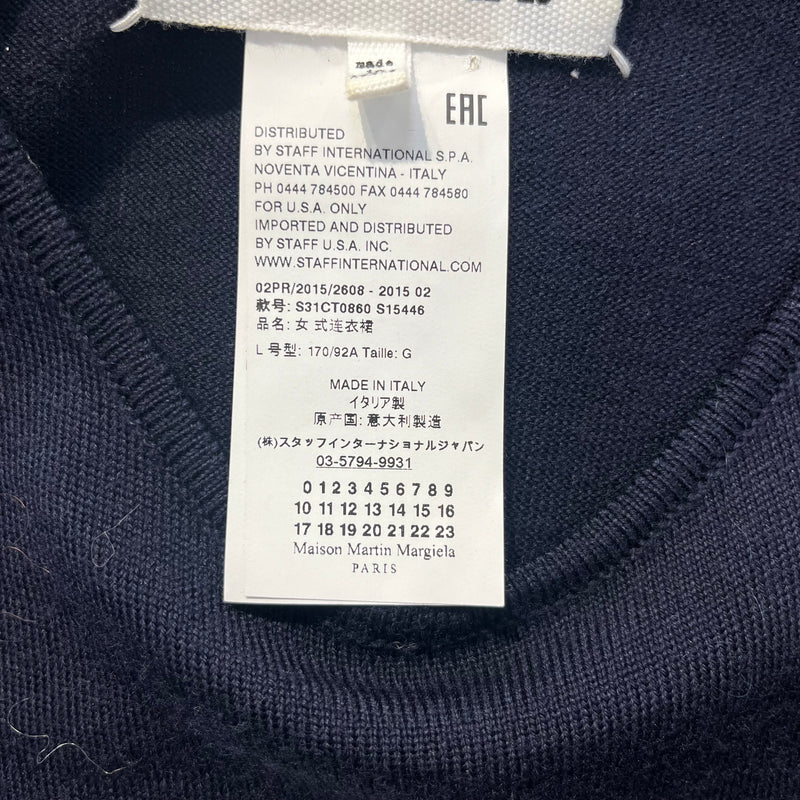 made
EAC
DISTRIBUTED
BY STAFF INTERNATIONAL S.P.A.
NOVENTA VICENTINA - ITALY
PH 0444 784500 FAX 0444 784580
FOR U.S.A. ONLY
IMPORTED AND DISTRIBUTED
BY STAFF U.S.A. INC.
WWW.STAFFINTERNATIONAL.COM
02PR/2015/2608 - 2015 02
款号: S31CT0860 S15446
品名: 女 式连衣裙
L 号型: 170/92A Taille: G
MADE IN ITALY
イタリア製
原产国: 意大利製造
(株)スタッフインターナショナルジャパン
03-5794-9931
0 1 2 3 4 5 6 7 8 9
10 11 12 13 14 15 16
17 18 19 20 21 22 23
Maison Martin Margiela
PARIS